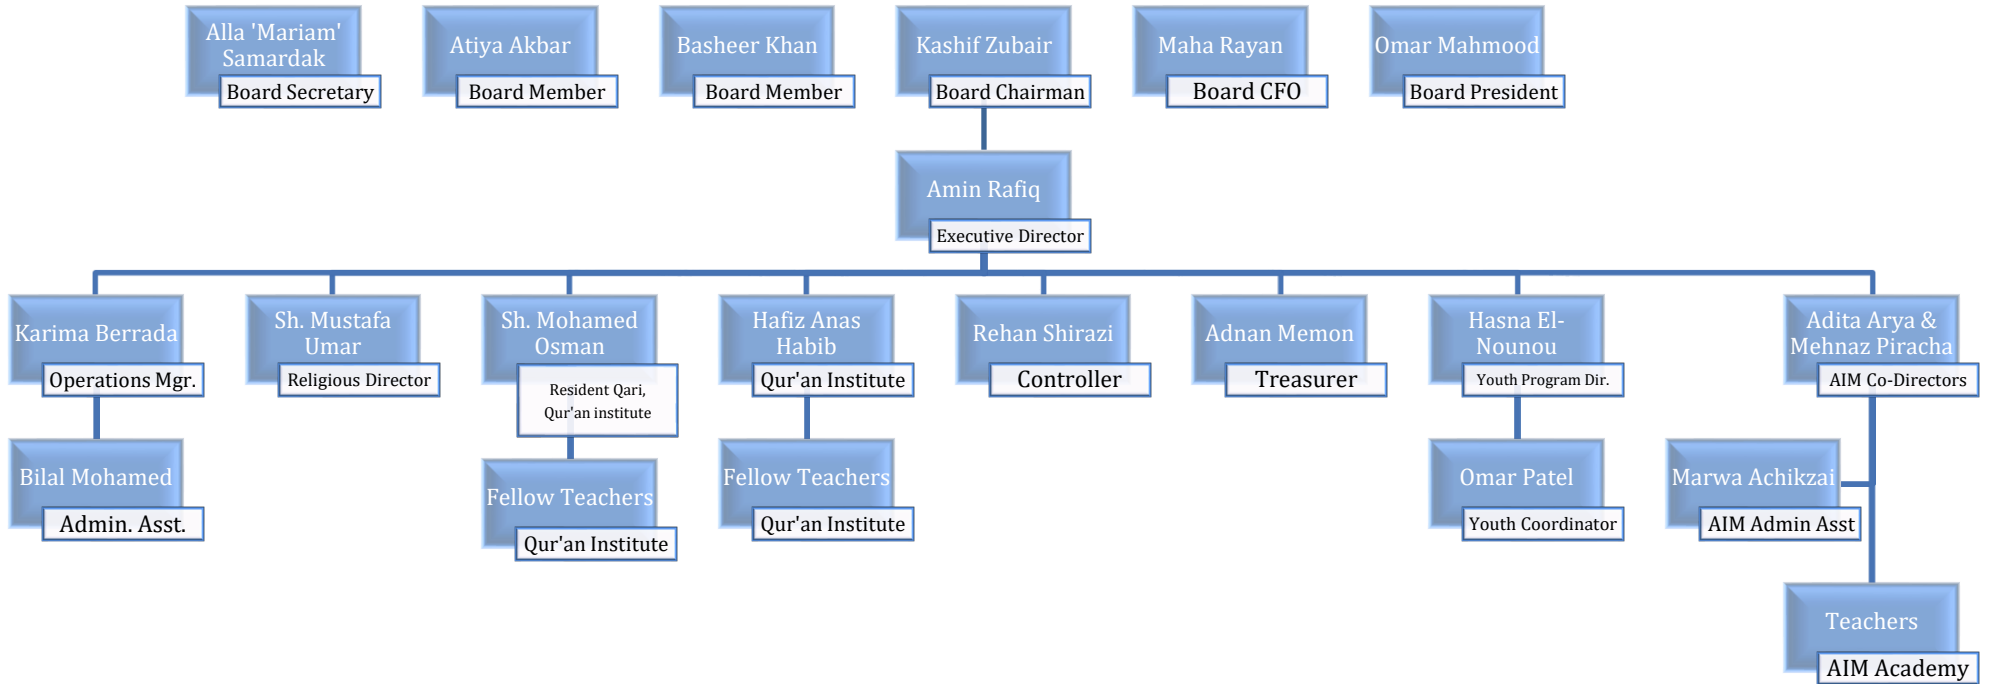 Alla 'Mariam'
Samardak
Board Secretary
Atiya Akbar
Board Member
Basheer Khan
Board Member
Kashif Zubair
Board Chairman
Maha Rayan
Board CFO
Omar Mahmood
Board President
Amin Rafiq
Executive Director
Karima Berrada
Operations Mgr.
Sh. Mustafa
Umar
Religious Director
Sh. Mohamed
Osman
Resident Qari,
Qur'an institute
Hafiz Anas
Habib
Qur'an Institute
Rehan Shirazi
Controller
Adnan Memon
Treasurer
Hasna El-
Nounou
Youth Program Dir.
Adita Arya &
Mehnaz Piracha
AIM Co-Directors
Bilal Mohamed
Admin. Asst.
Fellow Teachers
Qur'an Institute
Fellow Teachers
Qur'an Institute
Omar Patel
Youth Coordinator
Marwa Achikzai
AIM Admin Asst
Teachers
AIM Academy